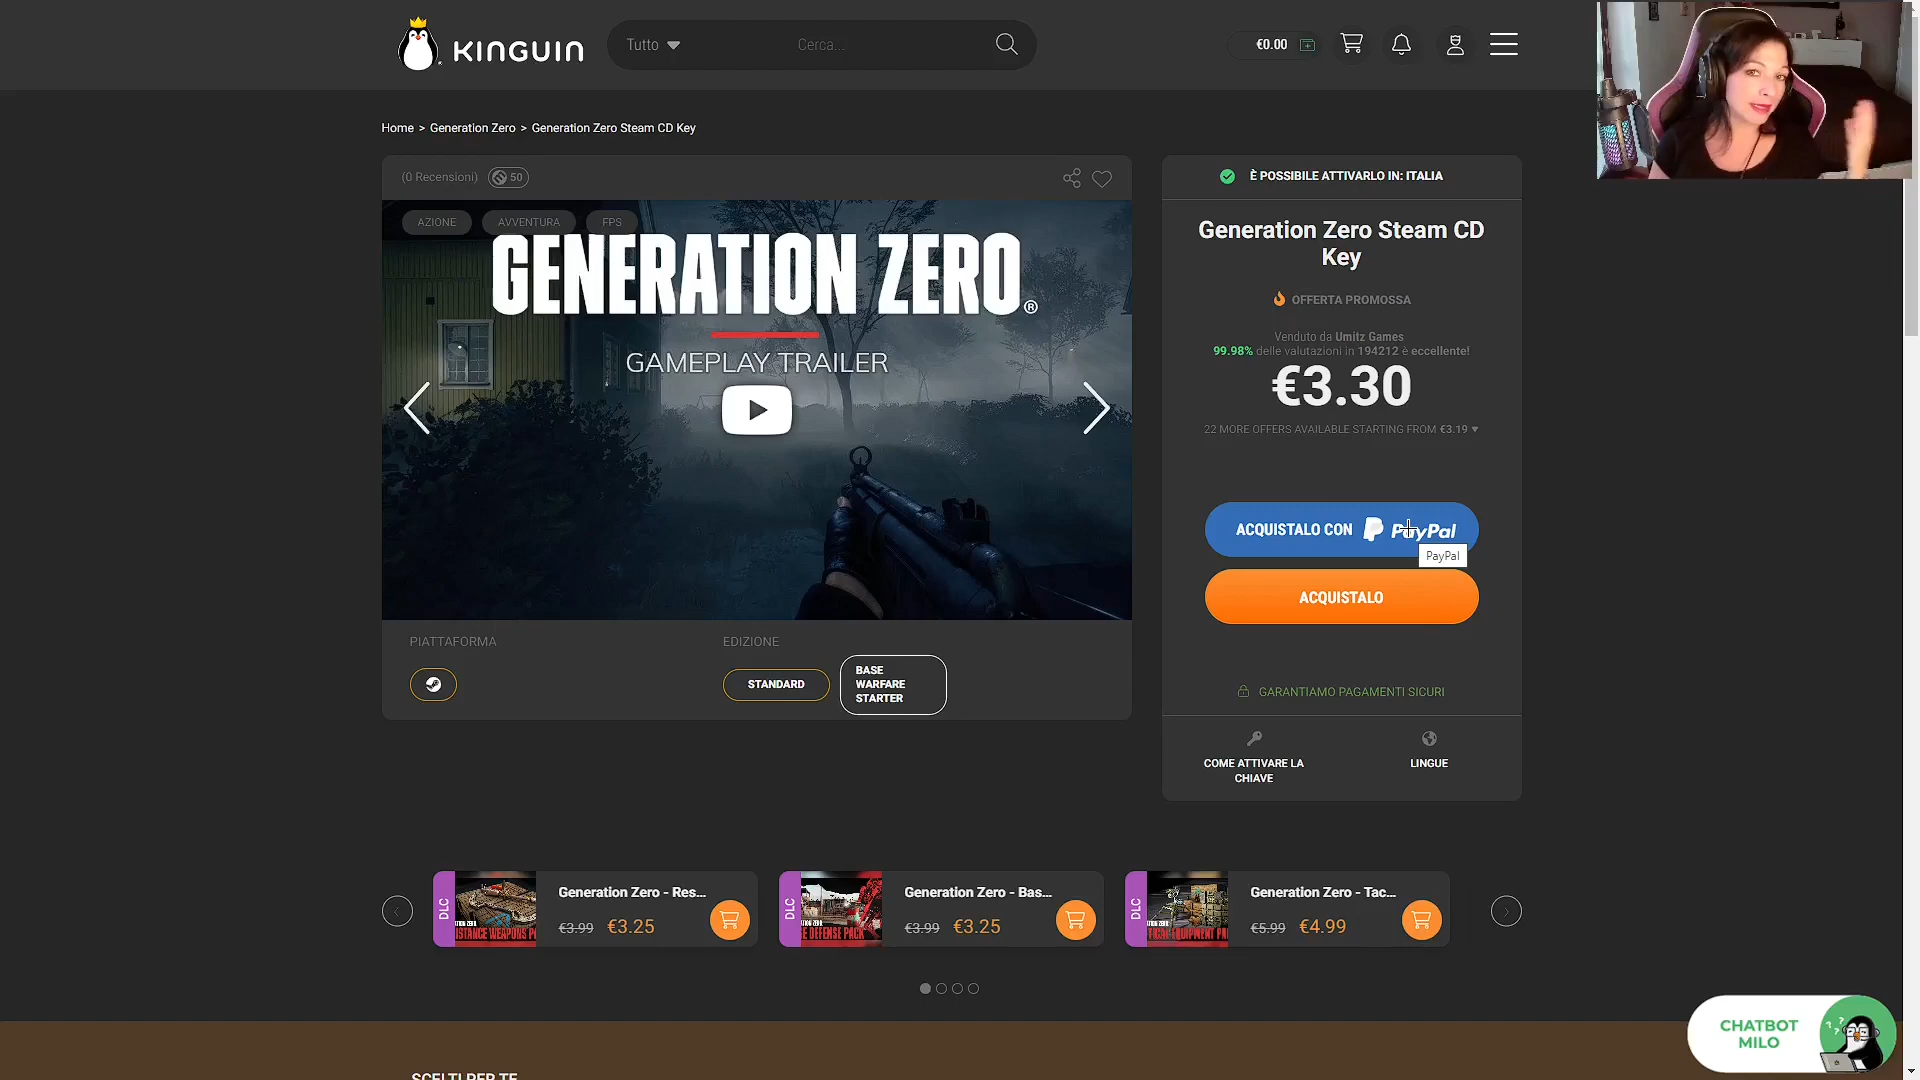 KINGUIN
Tutto
Cerca...
€0.00
Home > Generation Zero > Generation Zero Steam CD Key
(0 Recensioni)
50
AZIONE
AVVENTURA
FPS
GENERATION ZERO®
GAMEPLAY TRAILER
PIATTAFORMA
EDIZIONE
STANDARD
BASE
WARFARE
STARTER
È POSSIBILE ATTIVARLO IN: ITALIA
Generation Zero Steam CD
Key
OFFERTA PROMOSSA
Venduto da Umitz Games
99.98% delle valutazioni in 194212 è eccellente!
€3.30
22 MORE OFFERS AVAILABLE STARTING FROM €3.19
ACQUISTALO CON PayPal
PayPal
ACQUISTALO
GARANTIAMO PAGAMENTI SICURI
COME ATTIVARE LA
CHIAVE
LINGUE
DLC
Generation Zero - Res...
€3.99 €3.25
DLC
Generation Zero - Bas...
€3.99 €3.25
DLC
Generation Zero - Tac...
€5.99 €4.99
CHATBOT
MILO
SCELTI PER TE